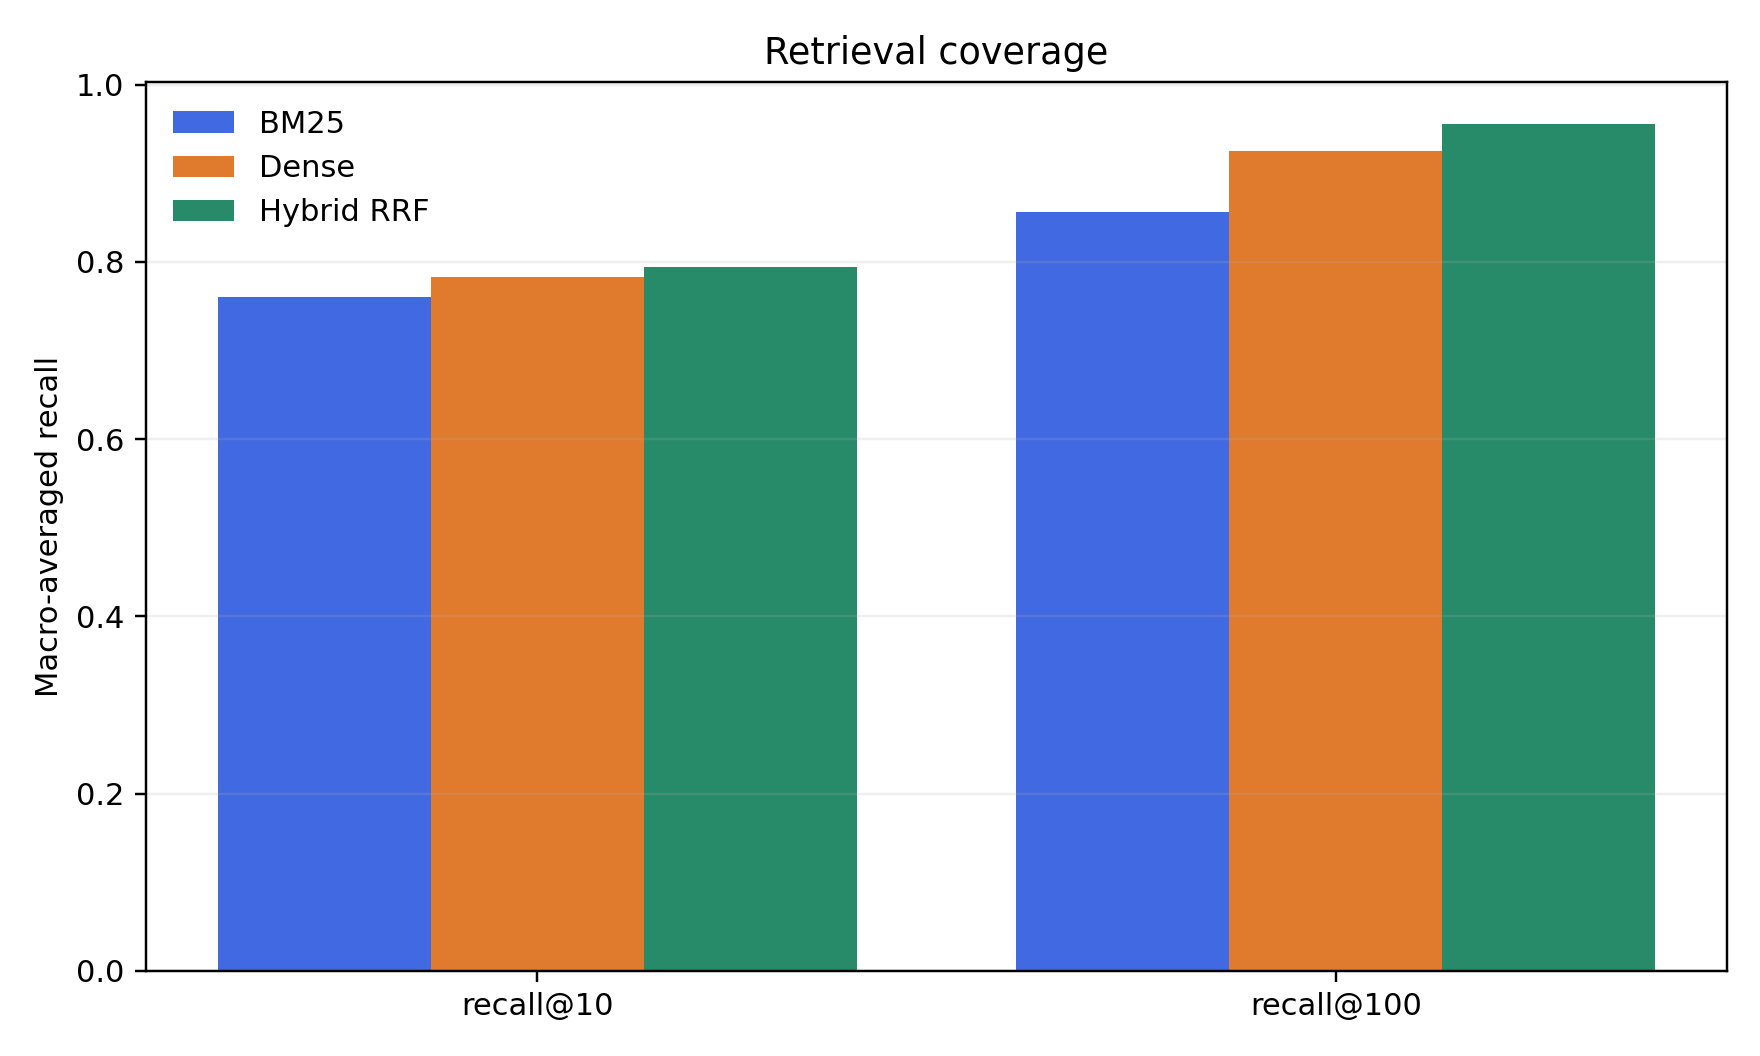 Retrieval coverage
1.0
0.8
0.6
0.4
0.2
0.0
Macro-averaged recall
BM25
Dense
Hybrid RRF
recall@10
recall@100